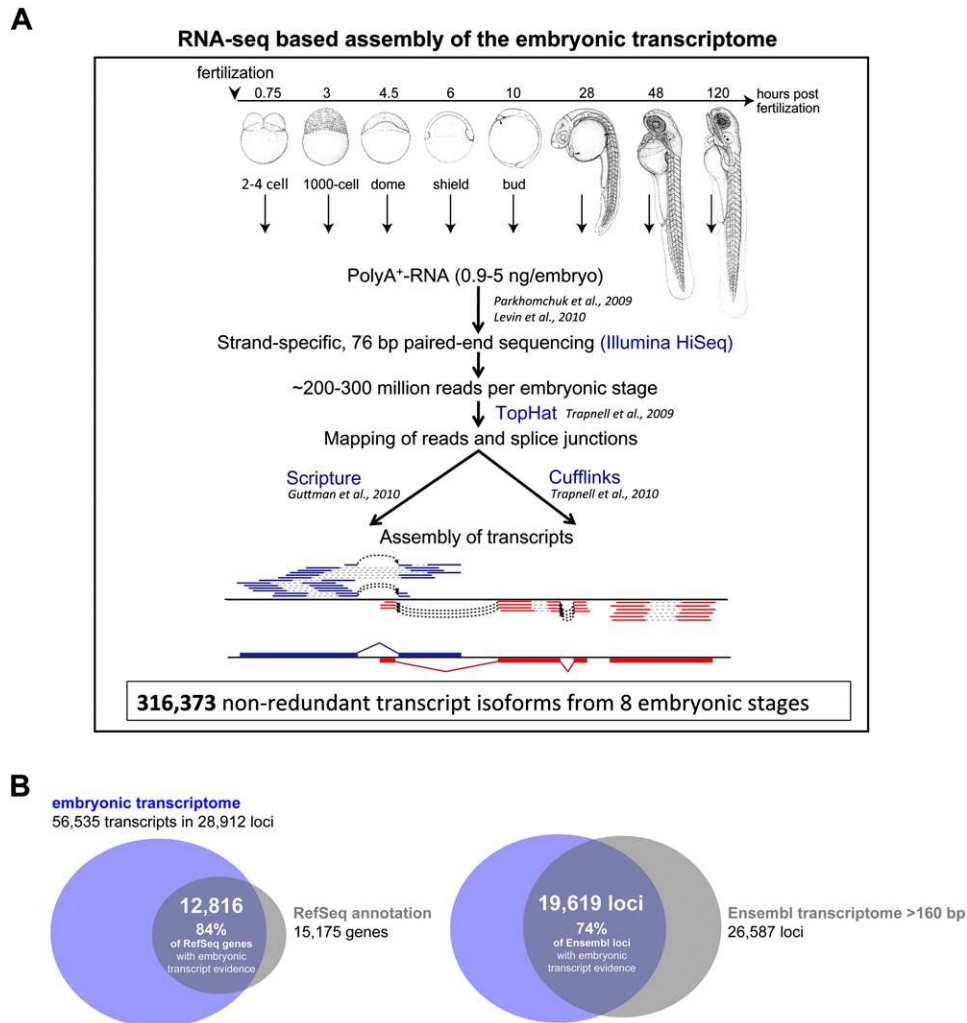 A
RNA-seq based assembly of the embryonic transcriptome
fertilization
0.75 3 4.5 6 10 28 48 120 hours post
fertilization
2-4 cell 1000-cell dome shield bud
PolyA⁺-RNA (0.9-5 ng/embryo)
Parkhomchuk et al., 2009
Levin et al., 2010
Strand-specific, 76 bp paired-end sequencing (Illumina HiSeq)
~200-300 million reads per embryonic stage
TopHat Trapnell et al., 2009
Mapping of reads and splice junctions
Scripture Cufflinks
Guttman et al., 2010 Trapnell et al., 2010
Assembly of transcripts
316,373 non-redundant transcript isoforms from 8 embryonic stages
B
embryonic transcriptome
56,535 transcripts in 28,912 loci
12,816
84%
of RefSeq genes
with embryonic
transcript evidence
RefSeq annotation
15,175 genes
19,619 loci
74%
of Ensembl loci
with embryonic
transcript evidence
Ensembl transcriptome >160 bp
26,587 loci